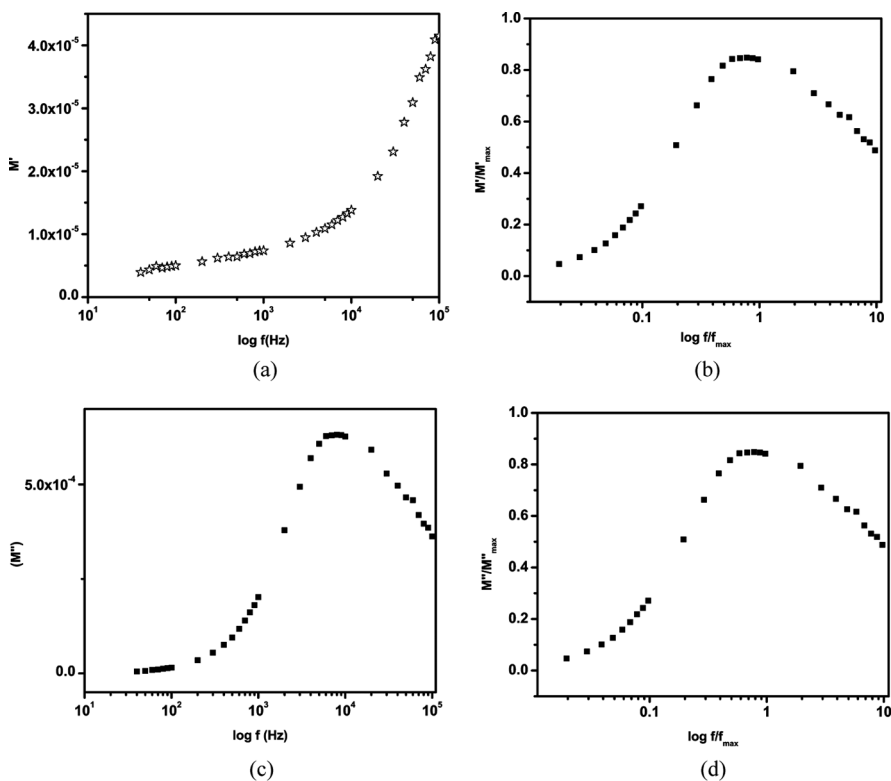 4.0x10⁻⁵
3.0x10⁻⁵
2.0x10⁻⁵
1.0x10⁻⁵
0.0
M'
10¹ 10² 10³ 10⁴ 10⁵
log f(Hz)
(a)
1.0
0.8
0.6
0.4
0.2
0.0
M'/M'max
0.1 1 10
log f/fmax
(b)
5.0x10⁻⁴
0.0
(M'')
10¹ 10² 10³ 10⁴ 10⁵
log f (Hz)
(c)
1.0
0.8
0.6
0.4
0.2
0.0
M''/M''max
0.1 1 10
log f/fmax
(d)